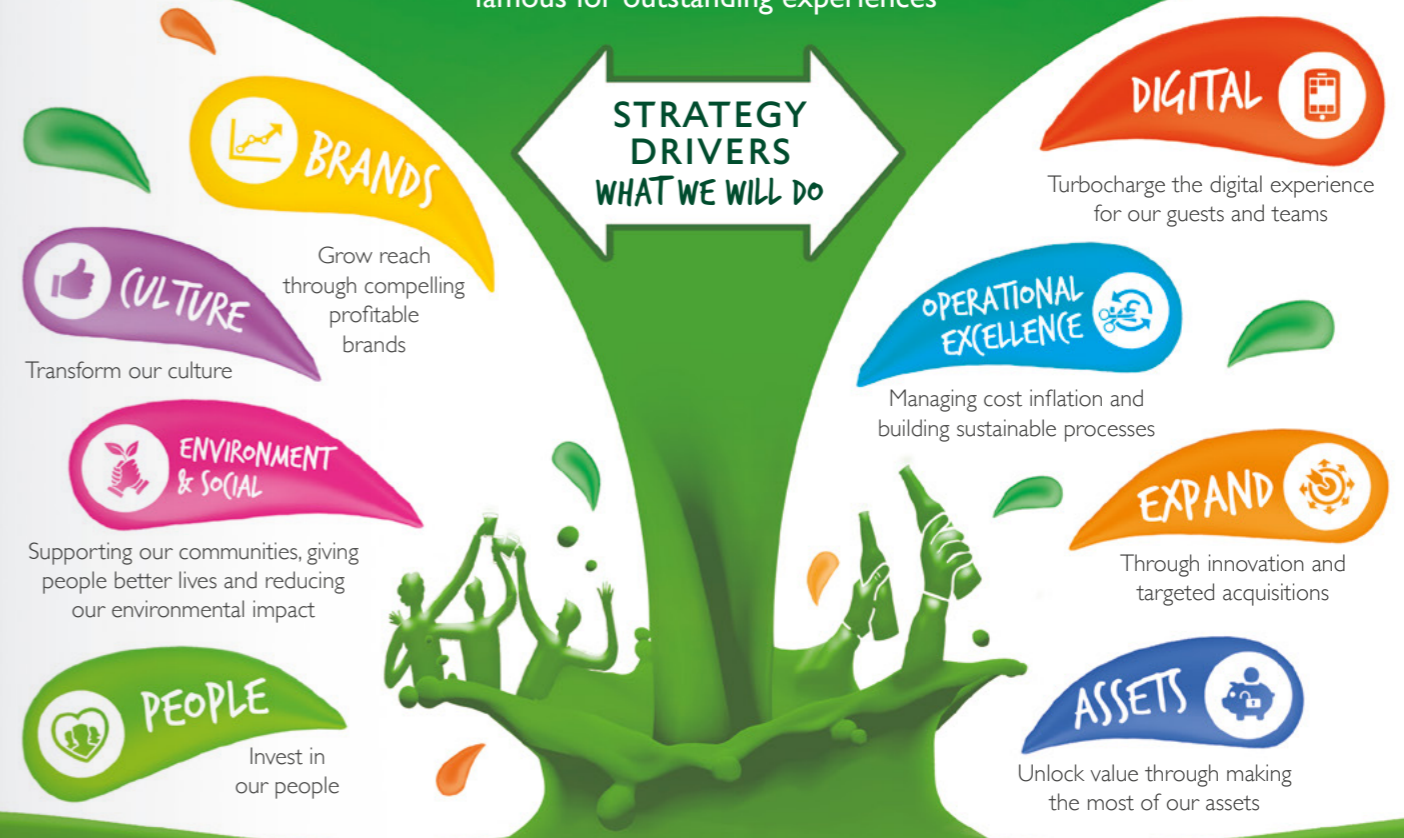 famous for outstanding experiences
STRATEGY
DRIVERS
WHAT WE WILL DO
BRANDS
Grow reach
through compelling
profitable
brands
CULTURE
Transform our culture
ENVIRONMENT
& SOCIAL
Supporting our communities, giving
people better lives and reducing
our environmental impact
PEOPLE
Invest in
our people
DIGITAL
Turbocharge the digital experience
for our guests and teams
OPERATIONAL
EXCELLENCE
Managing cost inflation and
building sustainable processes
EXPAND
Through innovation and
targeted acquisitions
ASSETS
Unlock value through making
the most of our assets